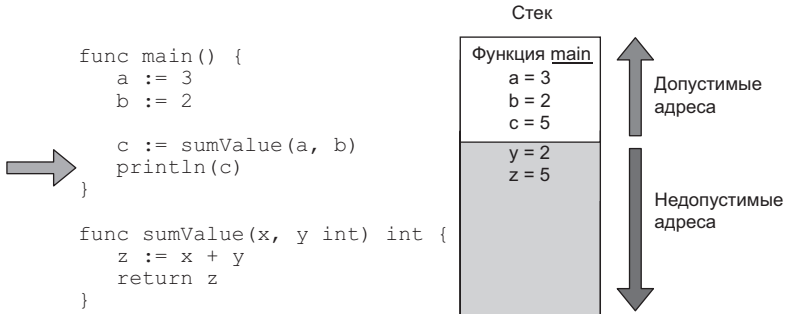 Стек
func main() {
   a := 3
   b := 2
   c := sumValue(a, b)
   println(c)
}
func sumValue(x, y int) int {
   z := x + y
   return z
}
Функция main
a = 3
b = 2
c = 5
y = 2
z = 5
Допустимые
адреса
Недопустимые
адреса